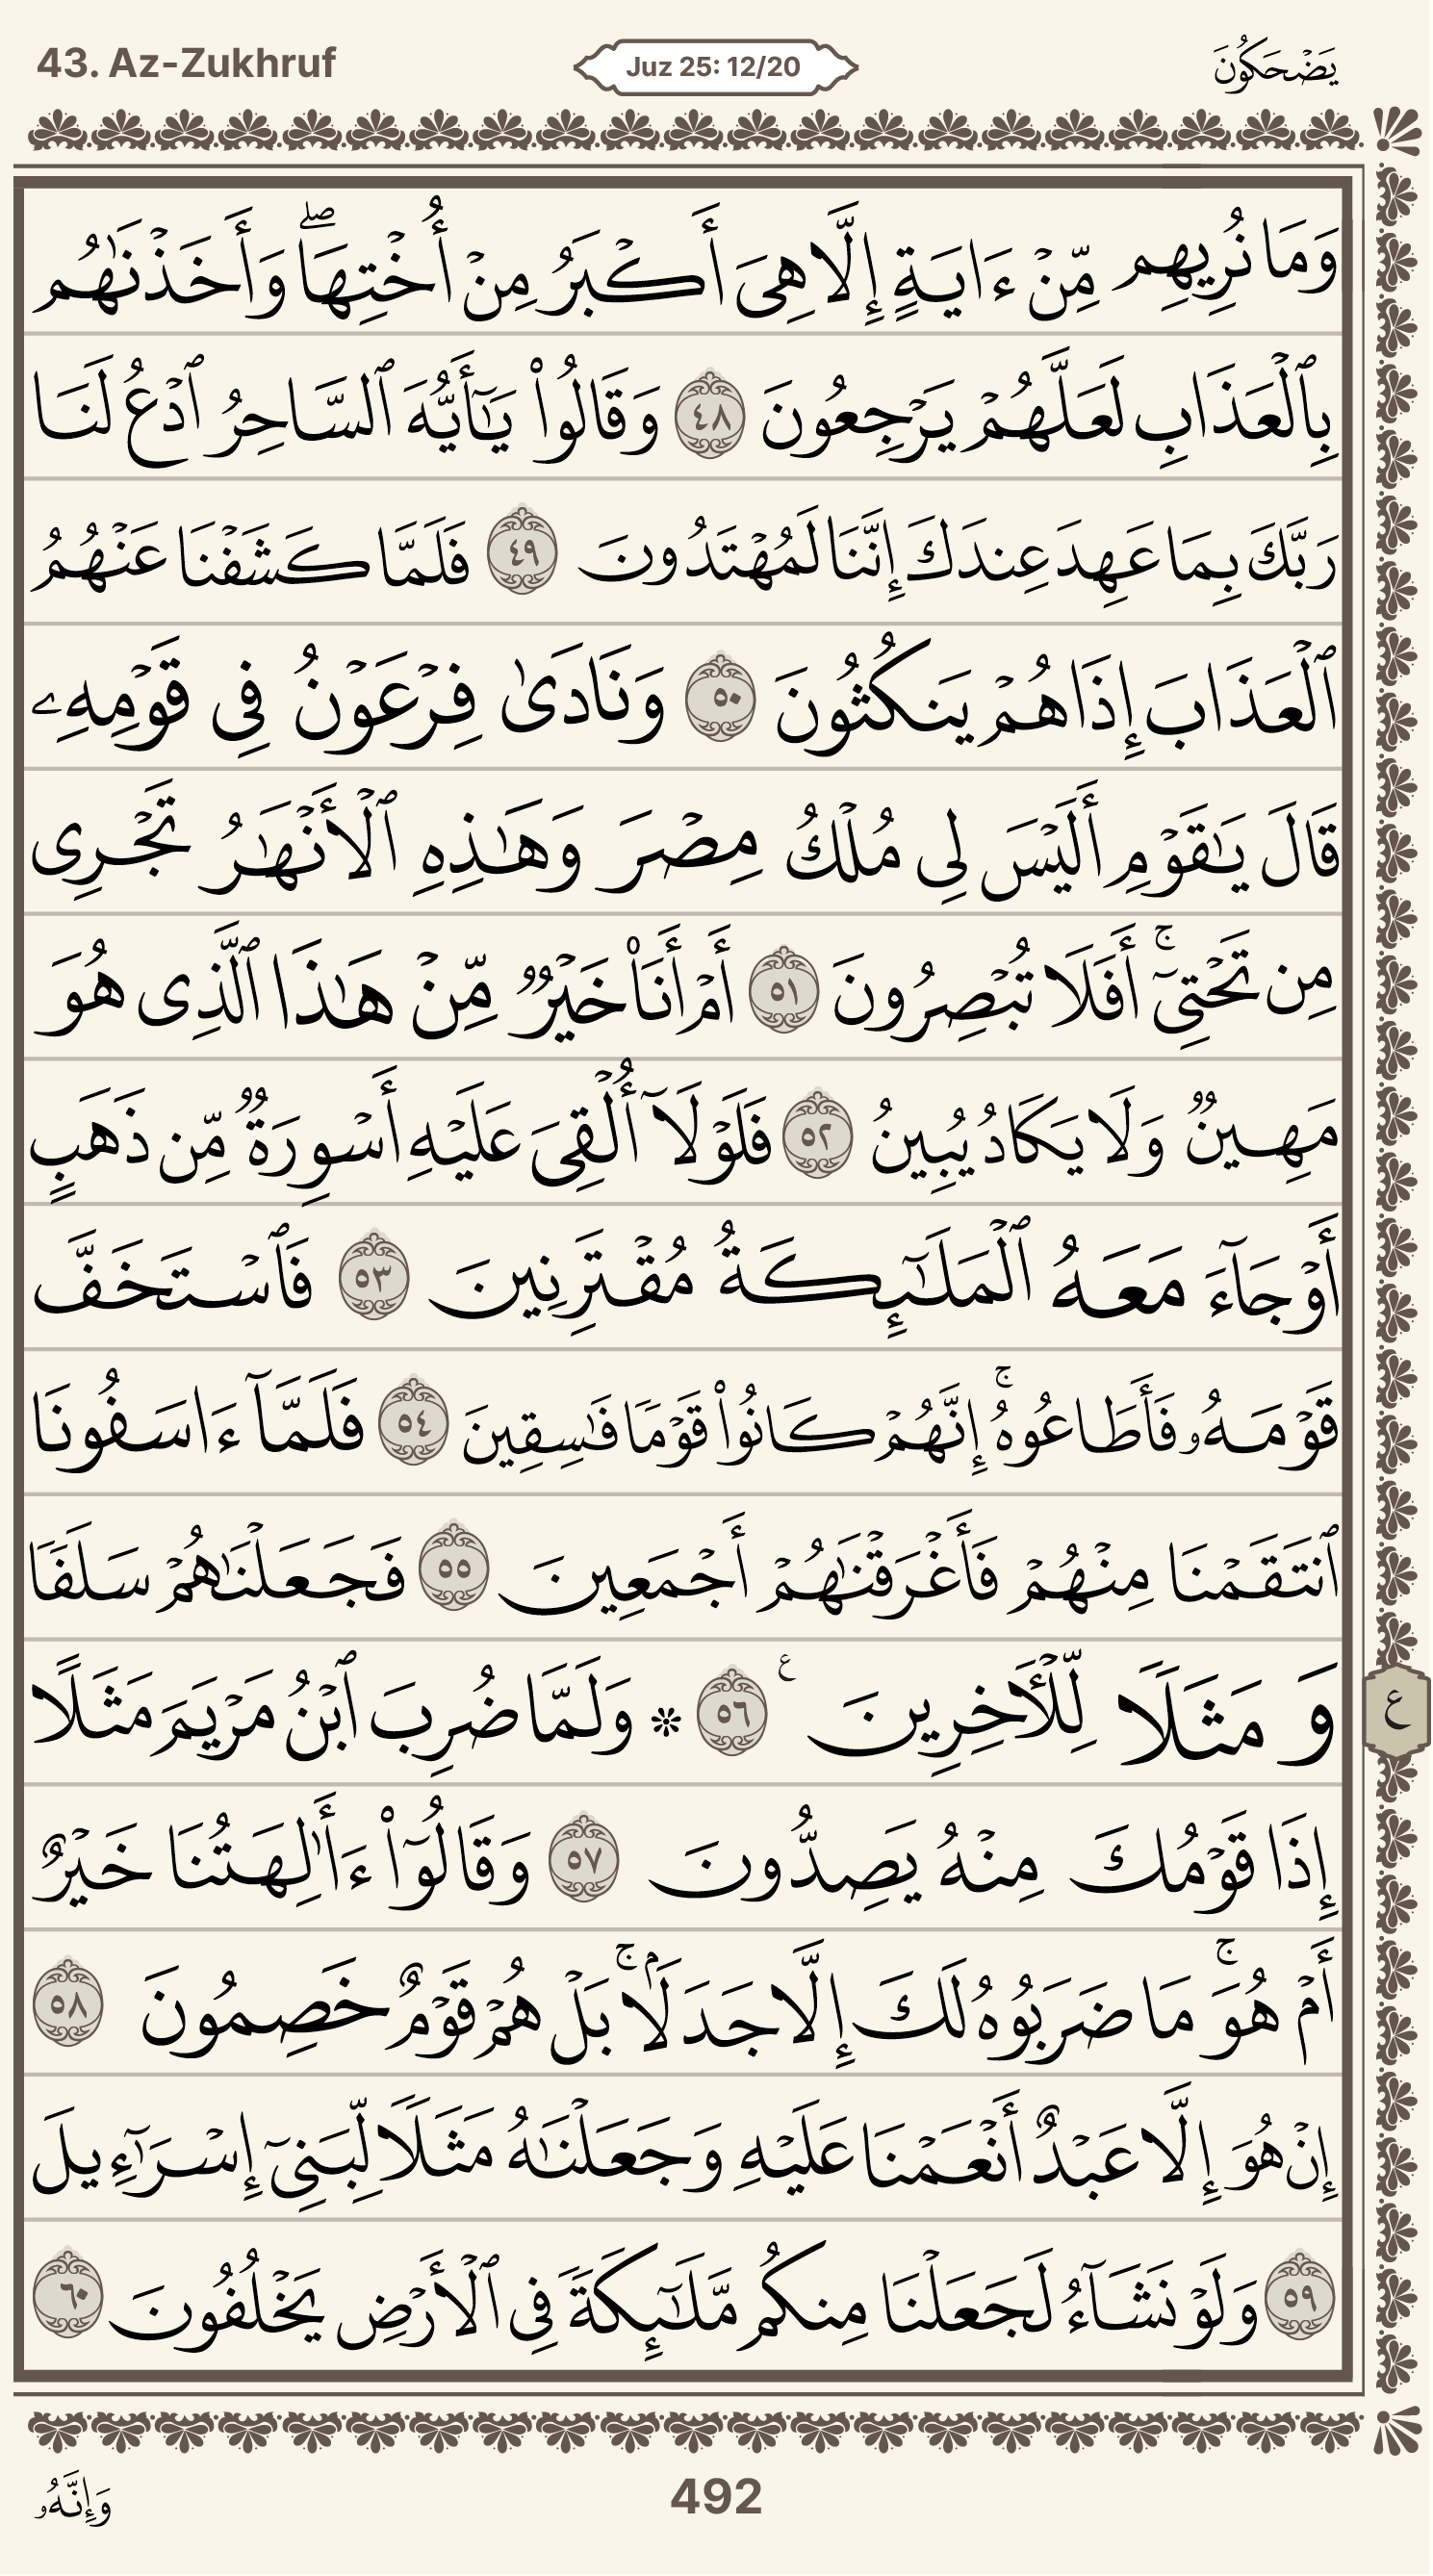 43. Az-Zukhruf
Juz 25: 12/20
يَضْحَكُونَ
وَمَا نُرِيهِم مِّنْ ءَايَةٍ إِلَّا هِىَ أَكْبَرُ مِنْ أُخْتِهَا ۖ وَأَخَذْنَٰهُم
بِٱلْعَذَابِ لَعَلَّهُمْ يَرْجِعُونَ ٤٨ وَقَالُوا۟ يَٰٓأَيُّهَ ٱلسَّاحِرُ ٱدْعُ لَنَا
رَبَّكَ بِمَا عَهِدَ عِندَكَ إِنَّنَا لَمُهْتَدُونَ ٤٩ فَلَمَّا كَشَفْنَا عَنْهُمُ
ٱلْعَذَابَ إِذَا هُمْ يَنكُثُونَ ٥٠ وَنَادَىٰ فِرْعَوْنُ فِى قَوْمِهِۦ
قَالَ يَٰقَوْمِ أَلَيْسَ لِى مُلْكُ مِصْرَ وَهَٰذِهِ ٱلْأَنْهَٰرُ تَجْرِى
مِن تَحْتِىٓ ۚ أَفَلَا تُبْصِرُونَ ٥١ أَمْ أَنَا۠ خَيْرٌ مِّنْ هَٰذَا ٱلَّذِى هُوَ
مَهِينٌ وَلَا يَكَادُ يُبِينُ ٥٢ فَلَوْلَآ أُلْقِىَ عَلَيْهِ أَسْوِرَةٌ مِّن ذَهَبٍ
أَوْ جَآءَ مَعَهُ ٱلْمَلَٰٓئِكَةُ مُقْتَرِنِينَ ٥٣ فَٱسْتَخَفَّ
قَوْمَهُۥ فَأَطَاعُوهُ ۚ إِنَّهُمْ كَانُوا۟ قَوْمًا فَٰسِقِينَ ٥٤ فَلَمَّآ ءَاسَفُونَا
ٱنتَقَمْنَا مِنْهُمْ فَأَغْرَقْنَٰهُمْ أَجْمَعِينَ ٥٥ فَجَعَلْنَٰهُمْ سَلَفًا
وَ مَثَلًا لِّلْـَٔاخِرِينَ ٥٦ ع ۞ وَلَمَّا ضُرِبَ ٱبْنُ مَرْيَمَ مَثَلًا
ع
إِذَا قَوْمُكَ مِنْهُ يَصِدُّونَ ٥٧ وَقَالُوٓا۟ ءَأَٰلِهَتُنَا خَيْرٌ
أَمْ هُوَ ۚ مَا ضَرَبُوهُ لَكَ إِلَّا جَدَلًۢا ۚ بَلْ هُمْ قَوْمٌ خَصِمُونَ ٥٨
إِنْ هُوَ إِلَّا عَبْدٌ أَنْعَمْنَا عَلَيْهِ وَجَعَلْنَٰهُ مَثَلًا لِّبَنِىٓ إِسْرَٰٓءِيلَ
٥٩ وَلَوْ نَشَآءُ لَجَعَلْنَا مِنكُم مَّلَٰٓئِكَةً فِى ٱلْأَرْضِ يَخْلُفُونَ ٦٠
وَإِنَّهُۥ
492